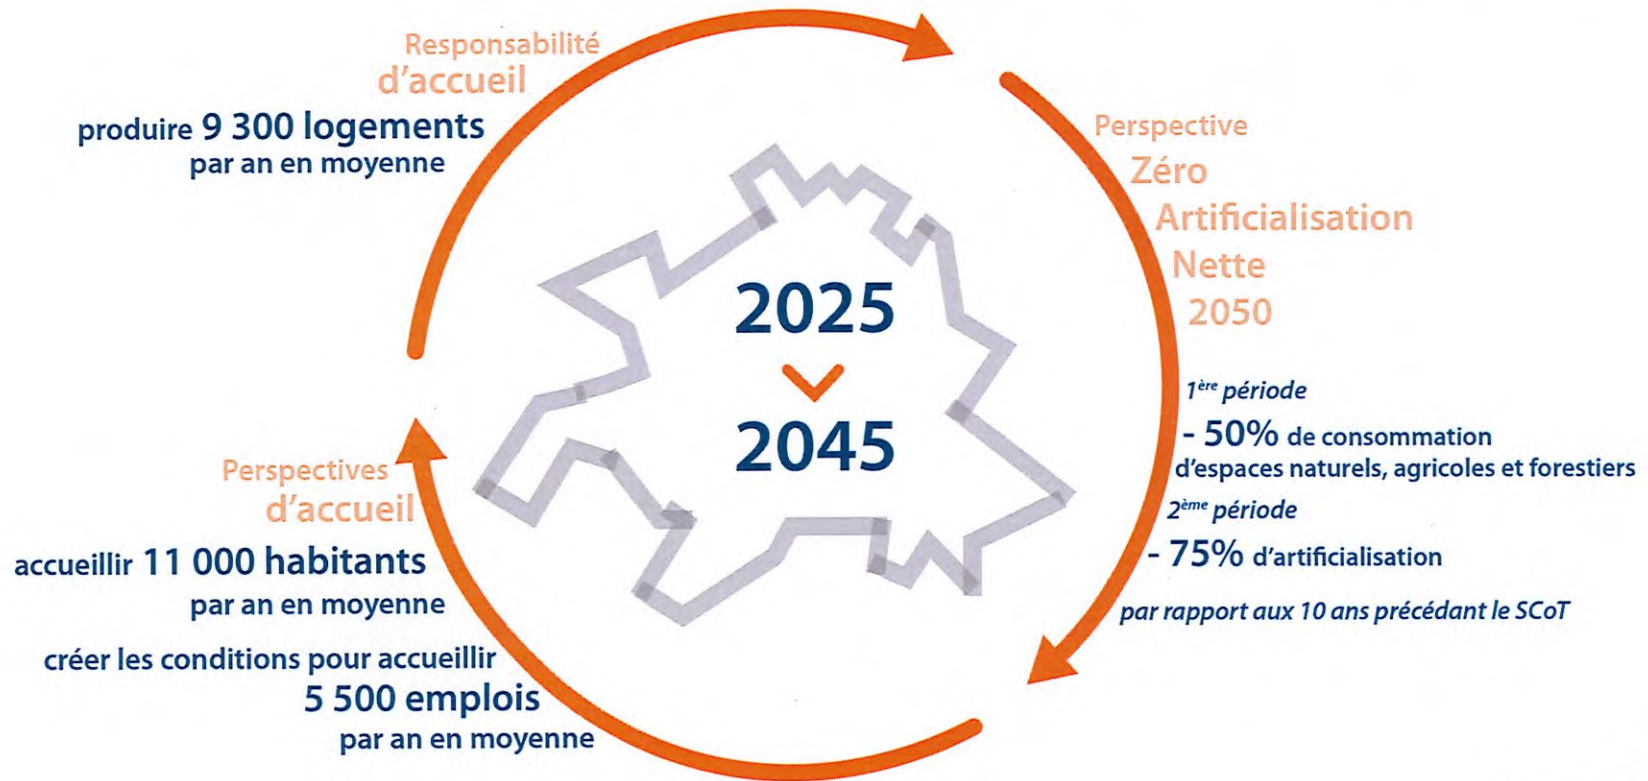 Responsabilité
d'accueil
produire 9 300 logements
par an en moyenne
Perspective
Zéro
Artificialisation
Nette
2050
1ère période
- 50% de consommation
d'espaces naturels, agricoles et forestiers
2ème période
- 75% d'artificialisation
par rapport aux 10 ans précédant le SCoT
2025
2045
Perspectives
d'accueil
accueillir 11 000 habitants
par an en moyenne
créer les conditions pour accueillir
5 500 emplois
par an en moyenne